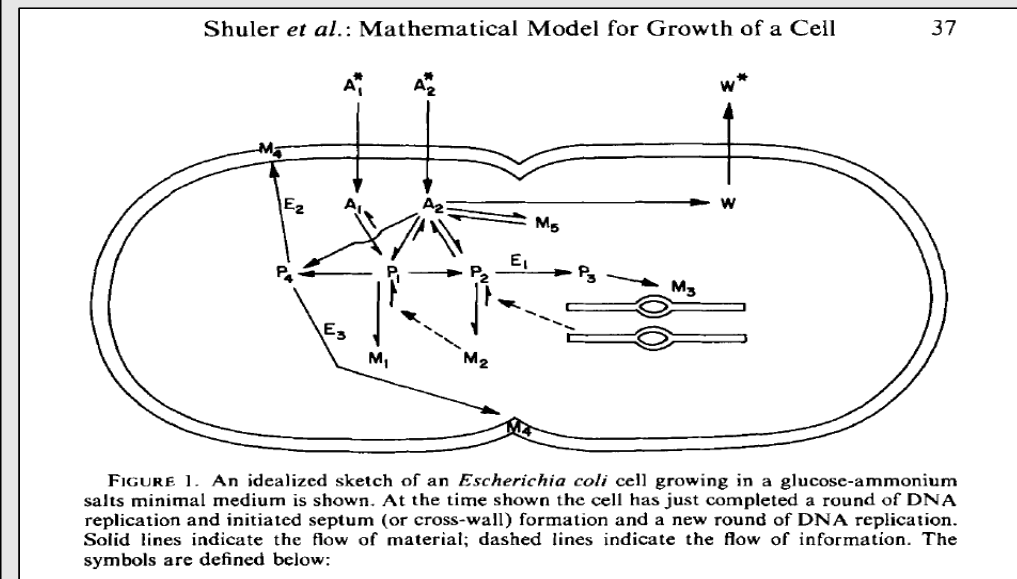 Shuler et al.: Mathematical Model for Growth of a Cell 37
A₁* A₂* W*
M₄
E₂ A₁ A₂ W
M₅
P₄ P₁ P₂ E₁ P₃ M₃
E₃ M₁ M₂
M₄
FIGURE 1. An idealized sketch of an Escherichia coli cell growing in a glucose-ammonium
salts minimal medium is shown. At the time shown the cell has just completed a round of DNA
replication and initiated septum (or cross-wall) formation and a new round of DNA replication.
Solid lines indicate the flow of material; dashed lines indicate the flow of information. The
symbols are defined below: